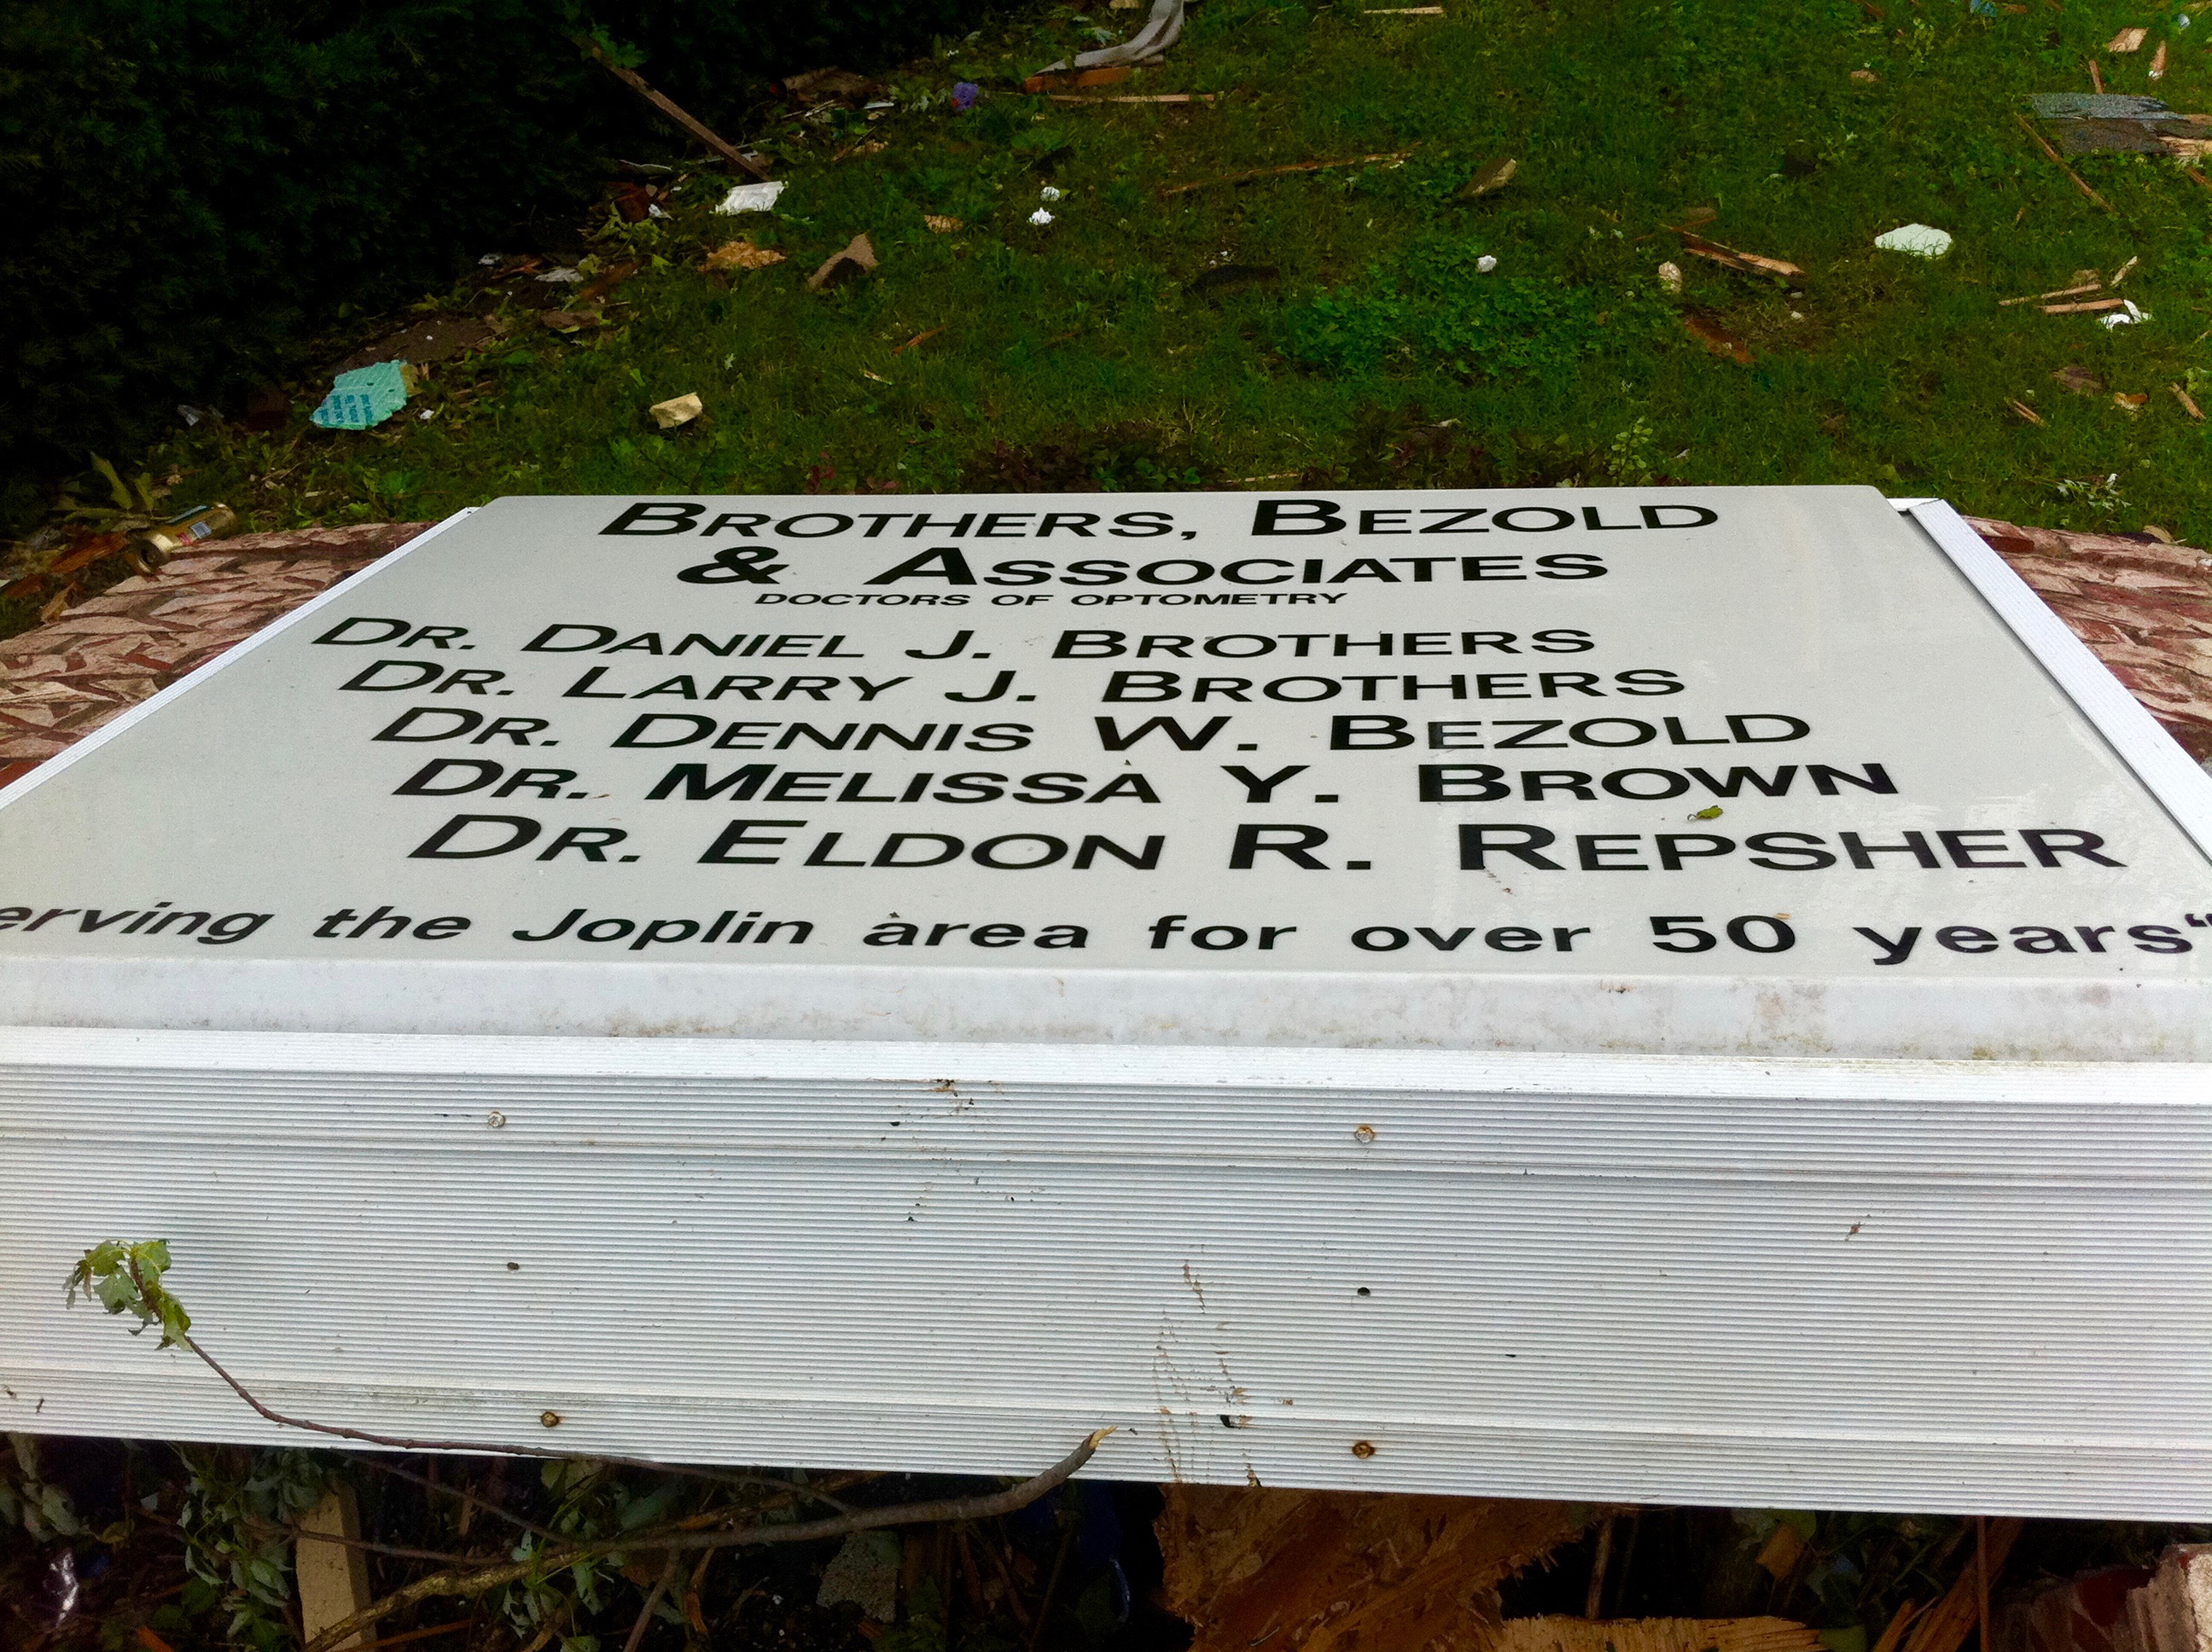 BROTHERS, BEZOLD
& ASSOCIATES
DOCTORS OF OPTOMETRY
DR. DANIEL J. BROTHERS
DR. LARRY J. BROTHERS
DR. DENNIS W. BEZOLD
DR. MELISSA Y. BROWN
DR. ELDON R. REPSHER
erving the Joplin area for over 50 years“